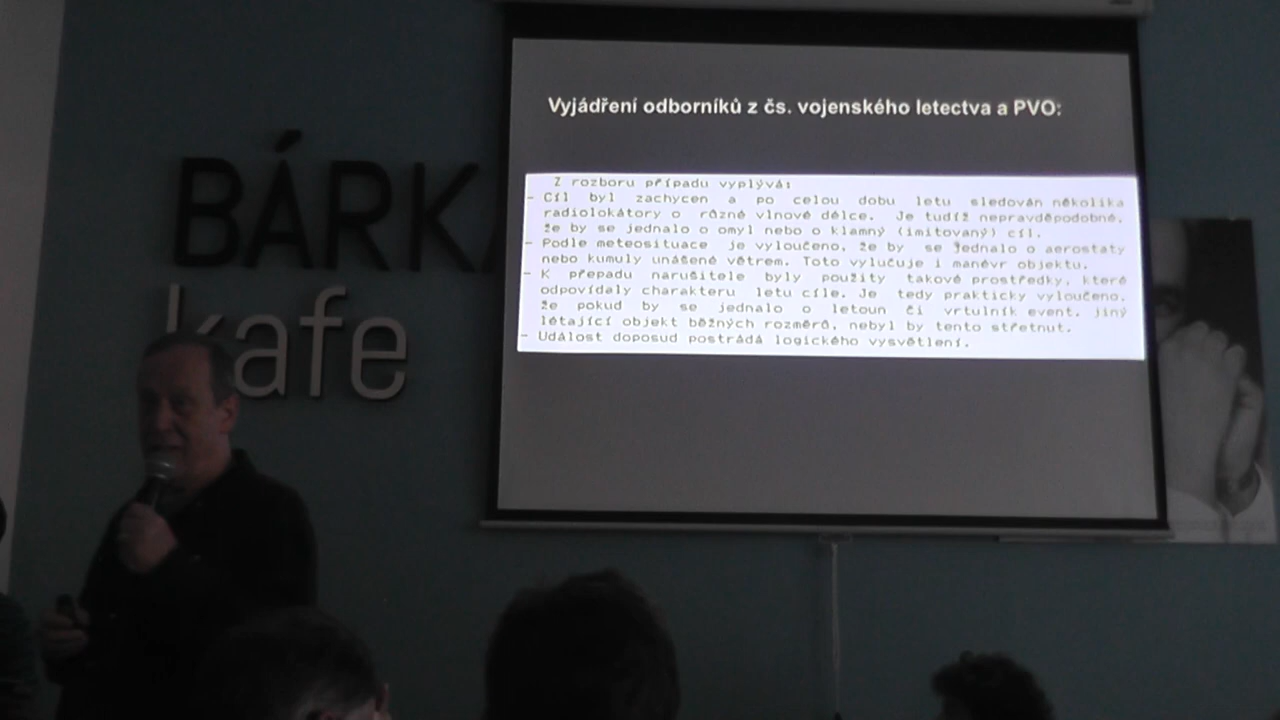 BÁRKA
kafe
Vyjádření odborníků z čs. vojenského letectva a PVO:
Z rozboru případu vyplývá:
- Cíl byl zachycen a po celou dobu letu sledován několika
radiolokátory o různé vlnové délce. Je tudíž nepravděpodobné,
že by se jednalo o omyl nebo o klamný (imitovaný) cíl.
- Podle meteosituace je vyloučeno, že by se jednalo o aerostaty
nebo kumuly unášené větrem. Toto vylučuje i manévr objektu.
- K přepadu narušitele byly použity takové prostředky, které
odpovídaly charakteru letu cíle. Je tedy prakticky vyloučeno,
že pokud by se jednalo o letoun či vrtulník event. jiný
létající objekt běžných rozměrů, nebyl by tento střetnut.
- Událost doposud postrádá logického vysvětlení.